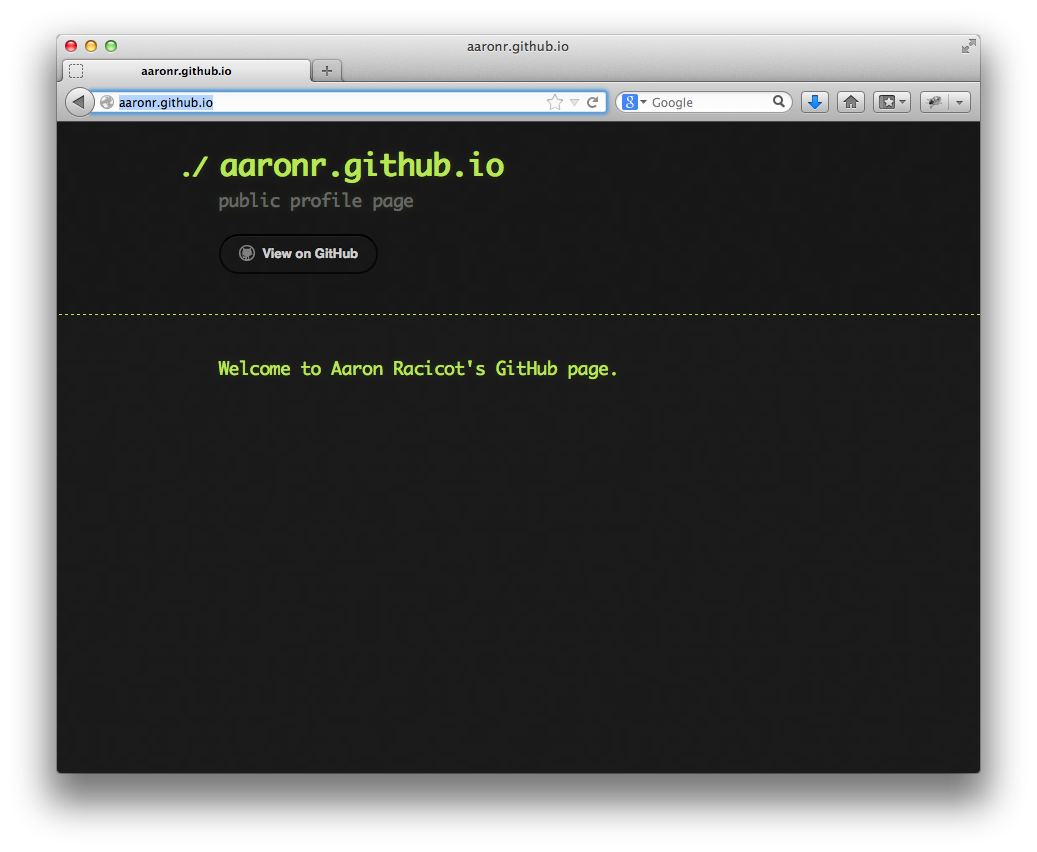 aaronr.github.io
aaronr.github.io
aaronr.github.io
8 Google
./ aaronr.github.io
public profile page
View on GitHub
Welcome to Aaron Racicot's GitHub page.